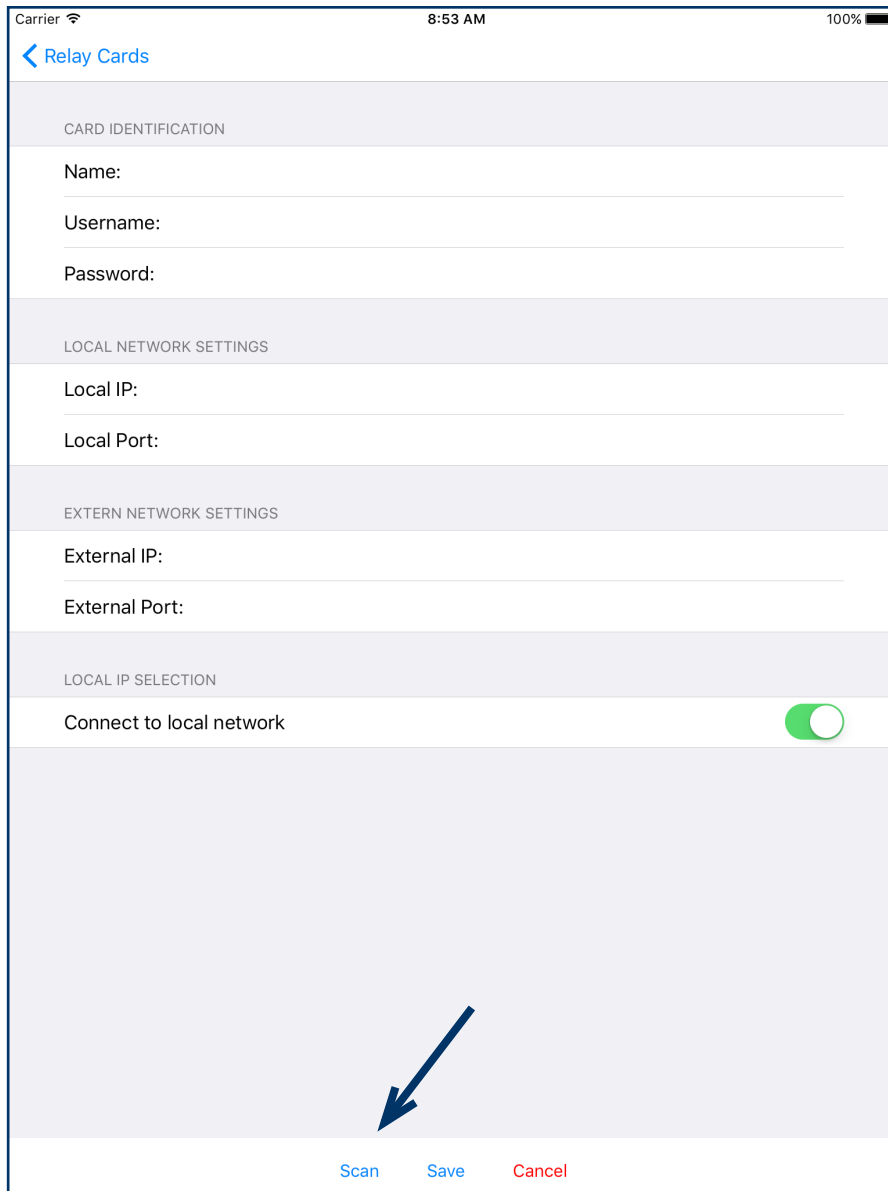 Carrier 8:53 AM 100%
Relay Cards
CARD IDENTIFICATION
Name:
Username:
Password:
LOCAL NETWORK SETTINGS
Local IP:
Local Port:
EXTERN NETWORK SETTINGS
External IP:
External Port:
LOCAL IP SELECTION
Connect to local network
Scan Save Cancel